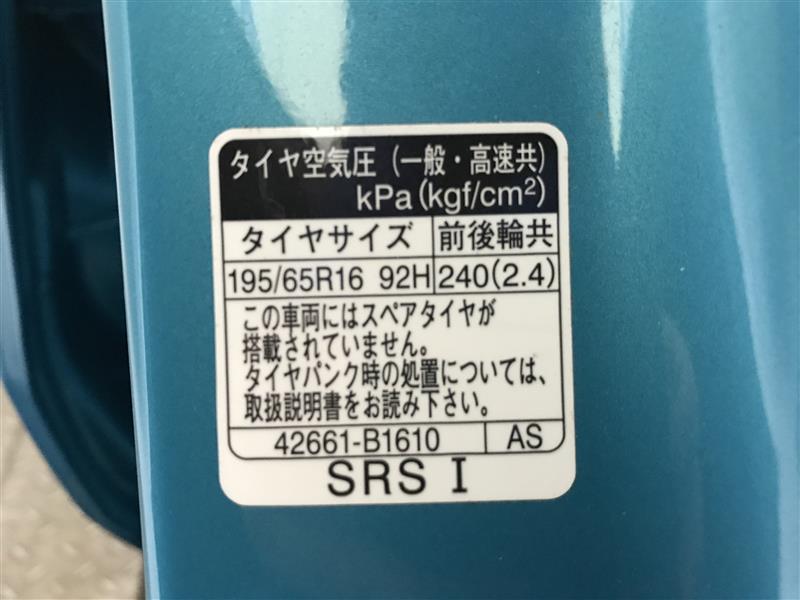 タイヤ空気圧(一般・高速共)
kPa(kgf/cm²)
タイヤサイズ 前後輪共
195/65R16 92H 240(2.4)
この車両にはスペアタイヤが
搭載されていません。
タイヤパンク時の処置については、
取扱説明書をお読み下さい。
42661-B1610 AS
SRS I